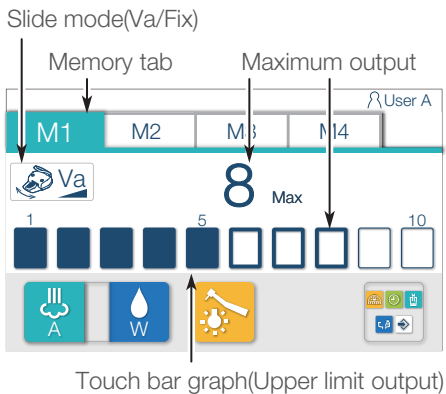 Slide mode(Va/Fix)
Memory tab Maximum output
User A
M1 M2 M3 M4
Va 8 Max
1 5 10
A W
Touch bar graph(Upper limit output)